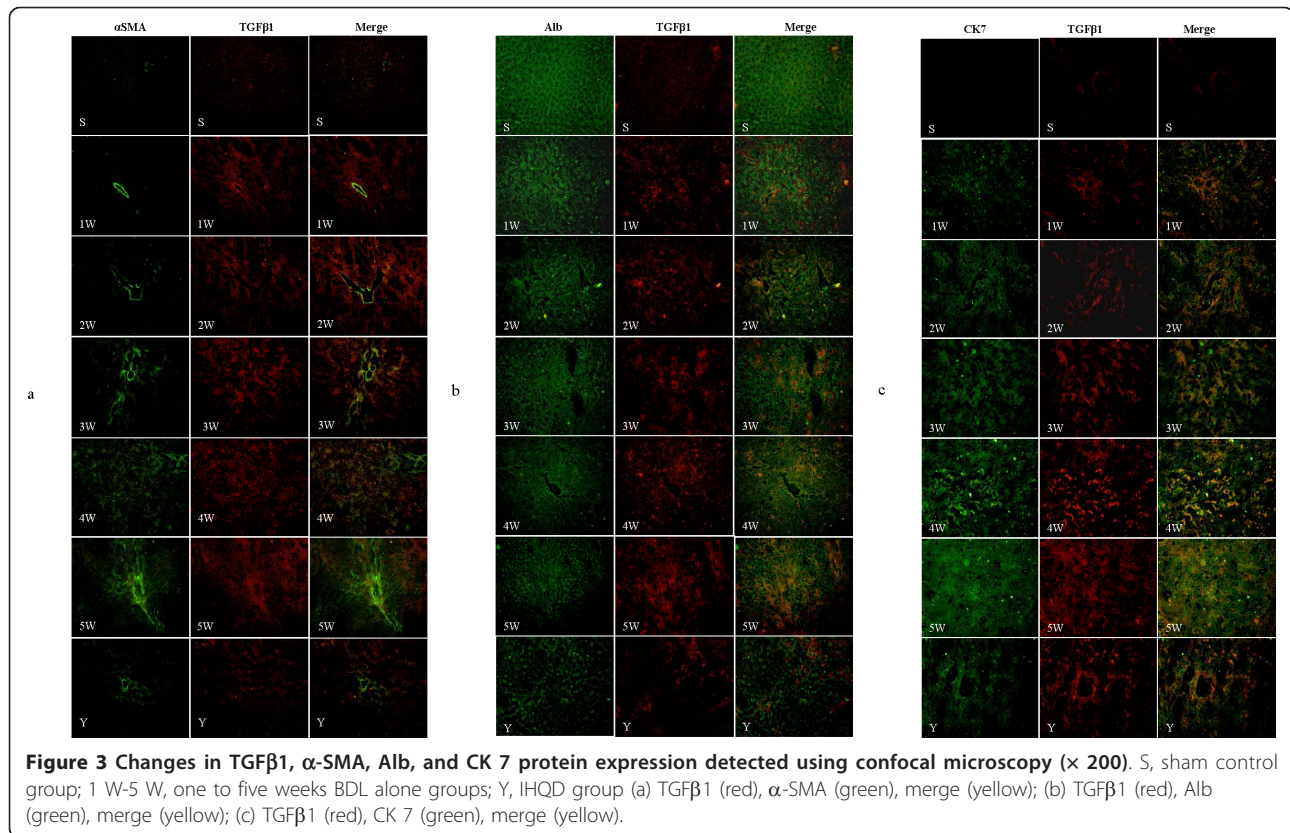 αSMA TGFβ1 Merge
S S S
1W 1W 1W
2W 2W 2W
a
3W 3W 3W
4W 4W 4W
5W 5W 5W
Y Y Y
Alb TGFβ1 Merge
S S S
1W 1W 1W
2W 2W 2W
b
3W 3W 3W
4W 4W 4W
5W 5W 5W
Y Y Y
CK7 TGFβ1 Merge
S S S
1W 1W 1W
2W 2W 2W
c
3W 3W 3W
4W 4W 4W
5W 5W 5W
Y Y Y
Figure 3 Changes in TGFβ1, α-SMA, Alb, and CK 7 protein expression detected using confocal microscopy (× 200). S, sham control
group; 1 W-5 W, one to five weeks BDL alone groups; Y, IHQD group (a) TGFβ1 (red), α-SMA (green), merge (yellow); (b) TGFβ1 (red), Alb
(green), merge (yellow); (c) TGFβ1 (red), CK 7 (green), merge (yellow).